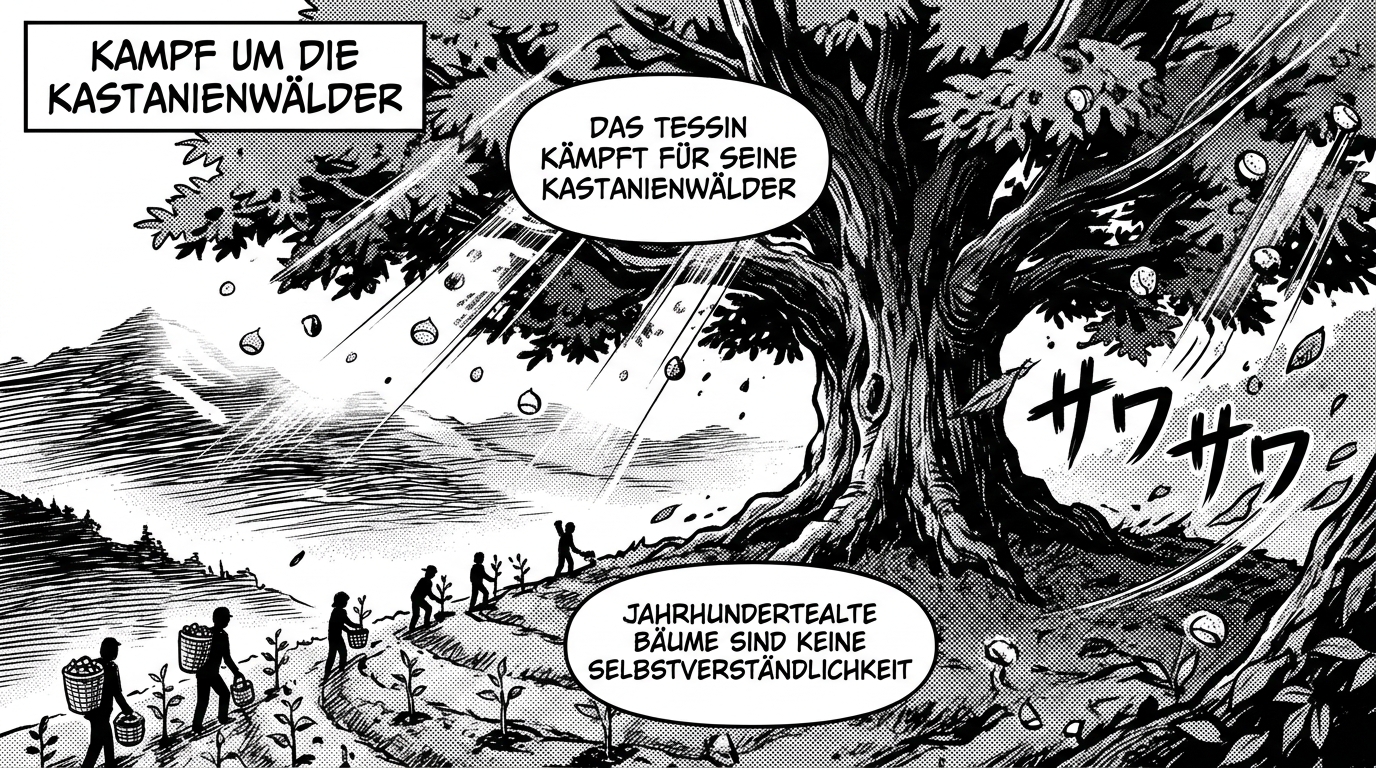 KAMPF UM DIE
KASTANIENWÄLDER
DAS TESSIN
KÄMPFT FÜR SEINE
KASTANIENWÄLDER
サワ
サワ
JAHRHUNDERTEALTE
BÄUME SIND KEINE
SELBSTVERSTÄNDLICHKEIT